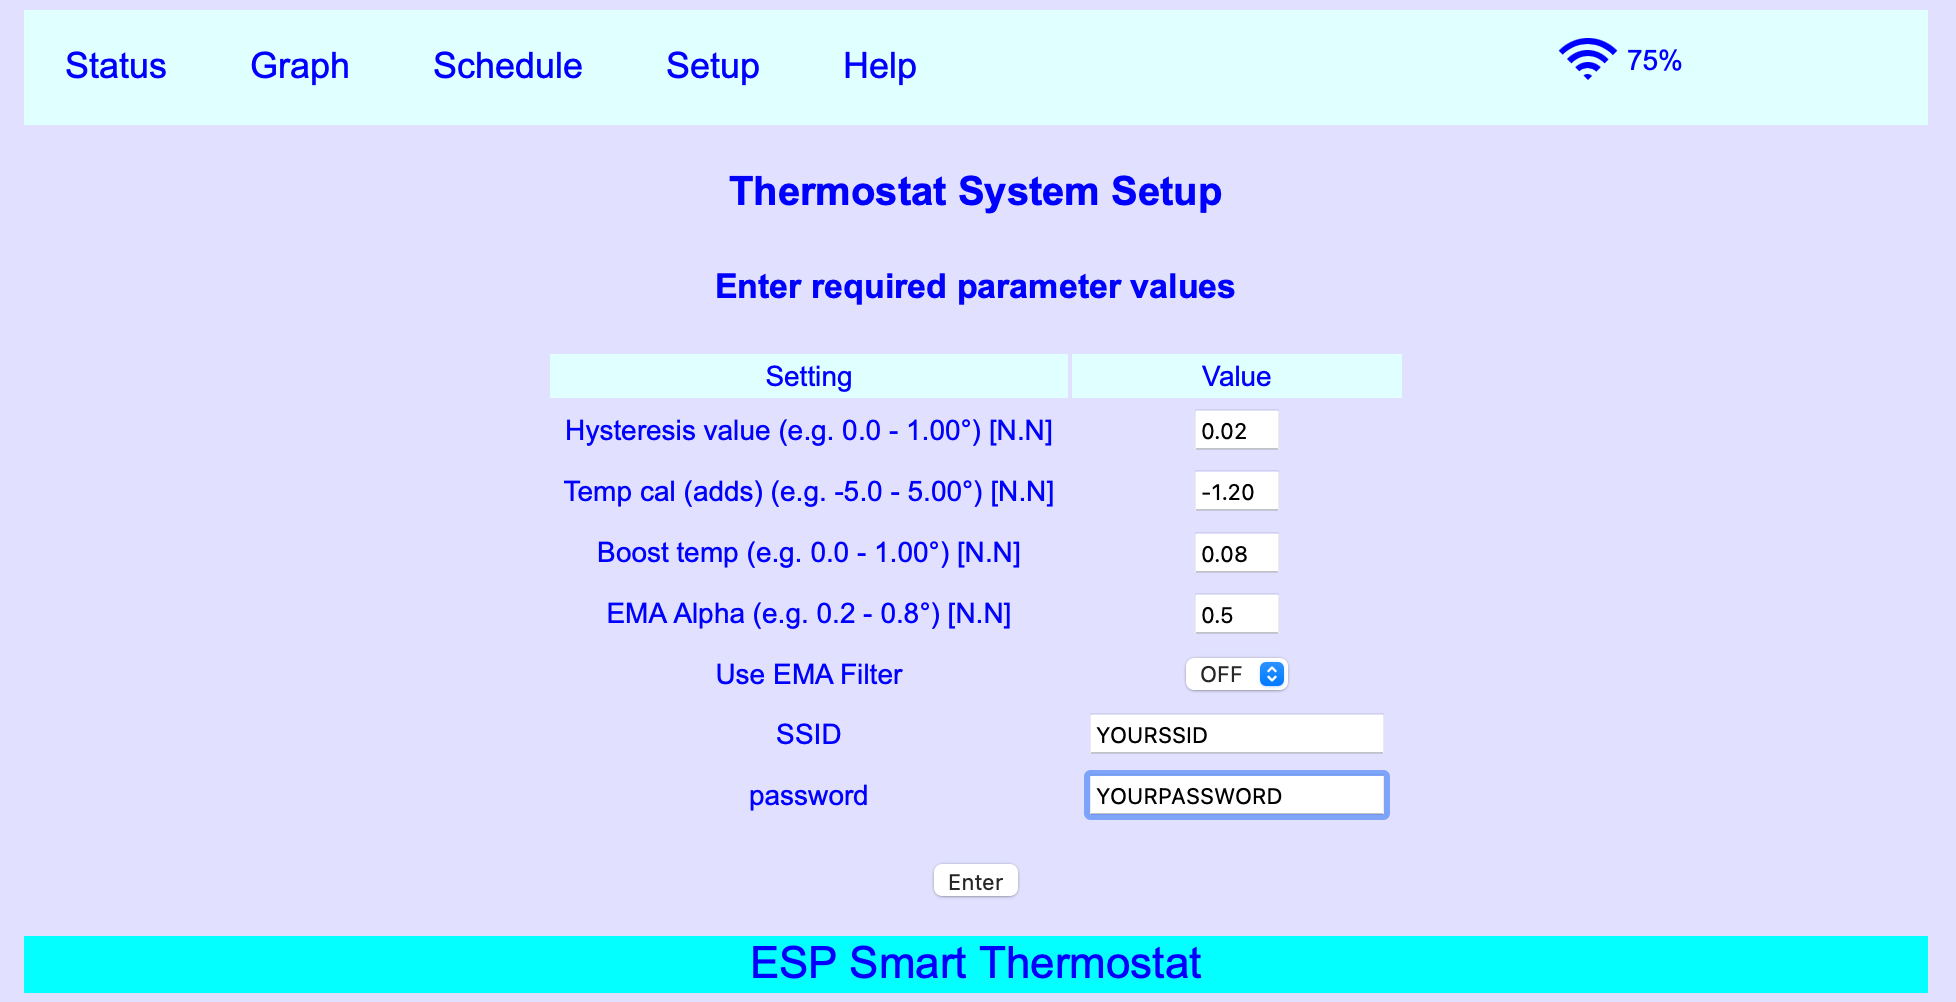 Status Graph Schedule Setup Help 75%
Thermostat System Setup
Enter required parameter values
Setting Value
Hysteresis value (e.g. 0.0 - 1.00°) [N.N] 0.02
Temp cal (adds) (e.g. -5.0 - 5.00°) [N.N] -1.20
Boost temp (e.g. 0.0 - 1.00°) [N.N] 0.08
EMA Alpha (e.g. 0.2 - 0.8°) [N.N] 0.5
Use EMA Filter OFF
SSID YOURSSID
password YOURPASSWORD
Enter
ESP Smart Thermostat